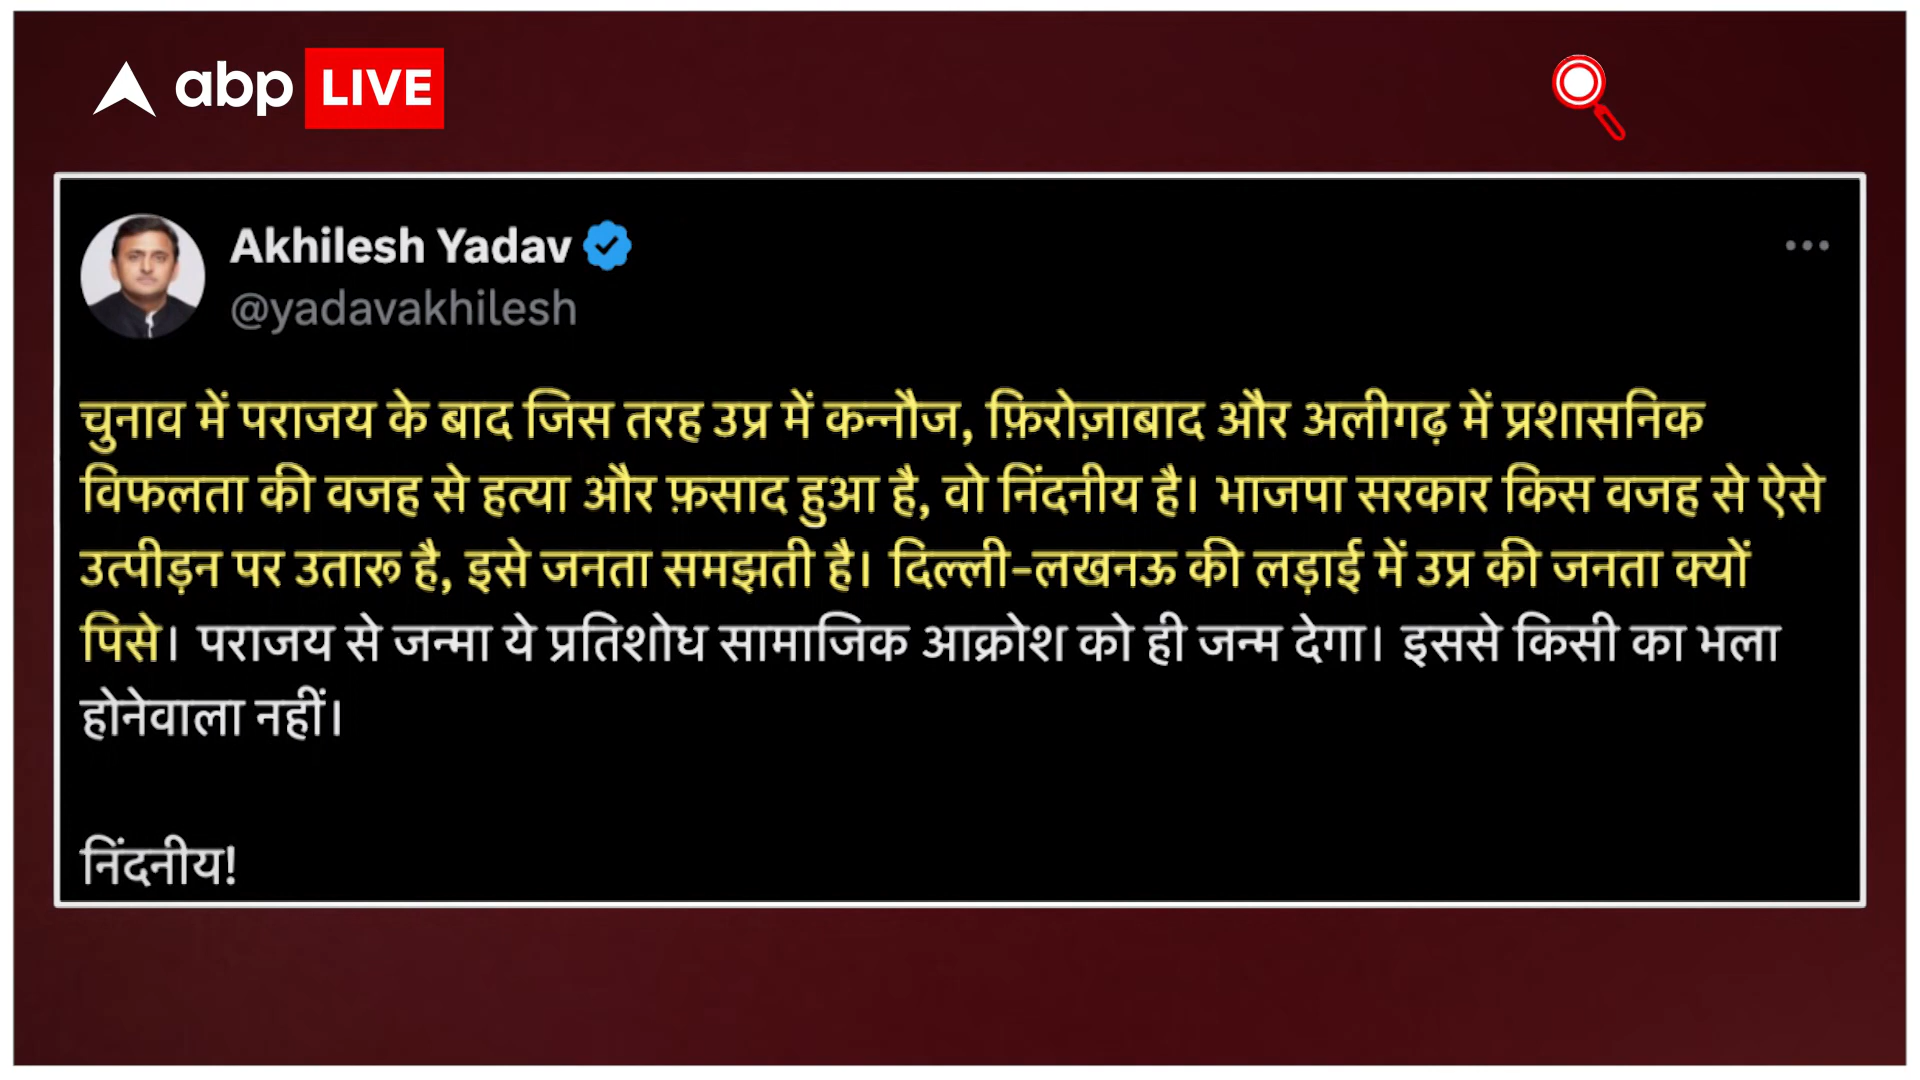 abp LIVE
Akhilesh Yadav
@yadavakhilesh
चुनाव में पराजय के बाद जिस तरह उप्र में कन्नौज, फ़िरोज़ाबाद और अलीगढ़ में प्रशासनिक
विफलता की वजह से हत्या और फ़साद हुआ है, वो निंदनीय है। भाजपा सरकार किस वजह से ऐसे
उत्पीड़न पर उतारू है, इसे जनता समझती है। दिल्ली-लखनऊ की लड़ाई में उप्र की जनता क्यों
पिसे। पराजय से जन्मा ये प्रतिशोध सामाजिक आक्रोश को ही जन्म देगा। इससे किसी का भला
होनेवाला नहीं।
निंदनीय!